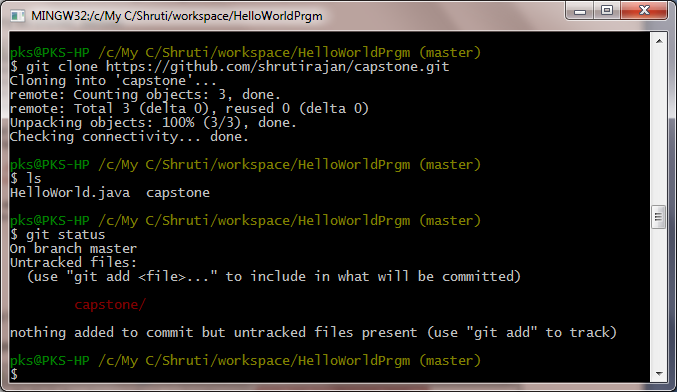 MINGW32:/c/My C/Shruti/workspace/HelloWorldPrgm
pks@PKS-HP /c/My C/Shruti/workspace/HelloWorldPrgm (master)
$ git clone https://github.com/shrutirajan/capstone.git
Cloning into 'capstone'...
remote: Counting objects: 3, done.
remote: Total 3 (delta 0), reused 0 (delta 0)
Unpacking objects: 100% (3/3), done.
Checking connectivity... done.
pks@PKS-HP /c/My C/Shruti/workspace/HelloWorldPrgm (master)
$ ls
HelloWorld.java  capstone
pks@PKS-HP /c/My C/Shruti/workspace/HelloWorldPrgm (master)
$ git status
On branch master
Untracked files:
  (use "git add <file>..." to include in what will be committed)
        capstone/
nothing added to commit but untracked files present (use "git add" to track)
pks@PKS-HP /c/My C/Shruti/workspace/HelloWorldPrgm (master)
$